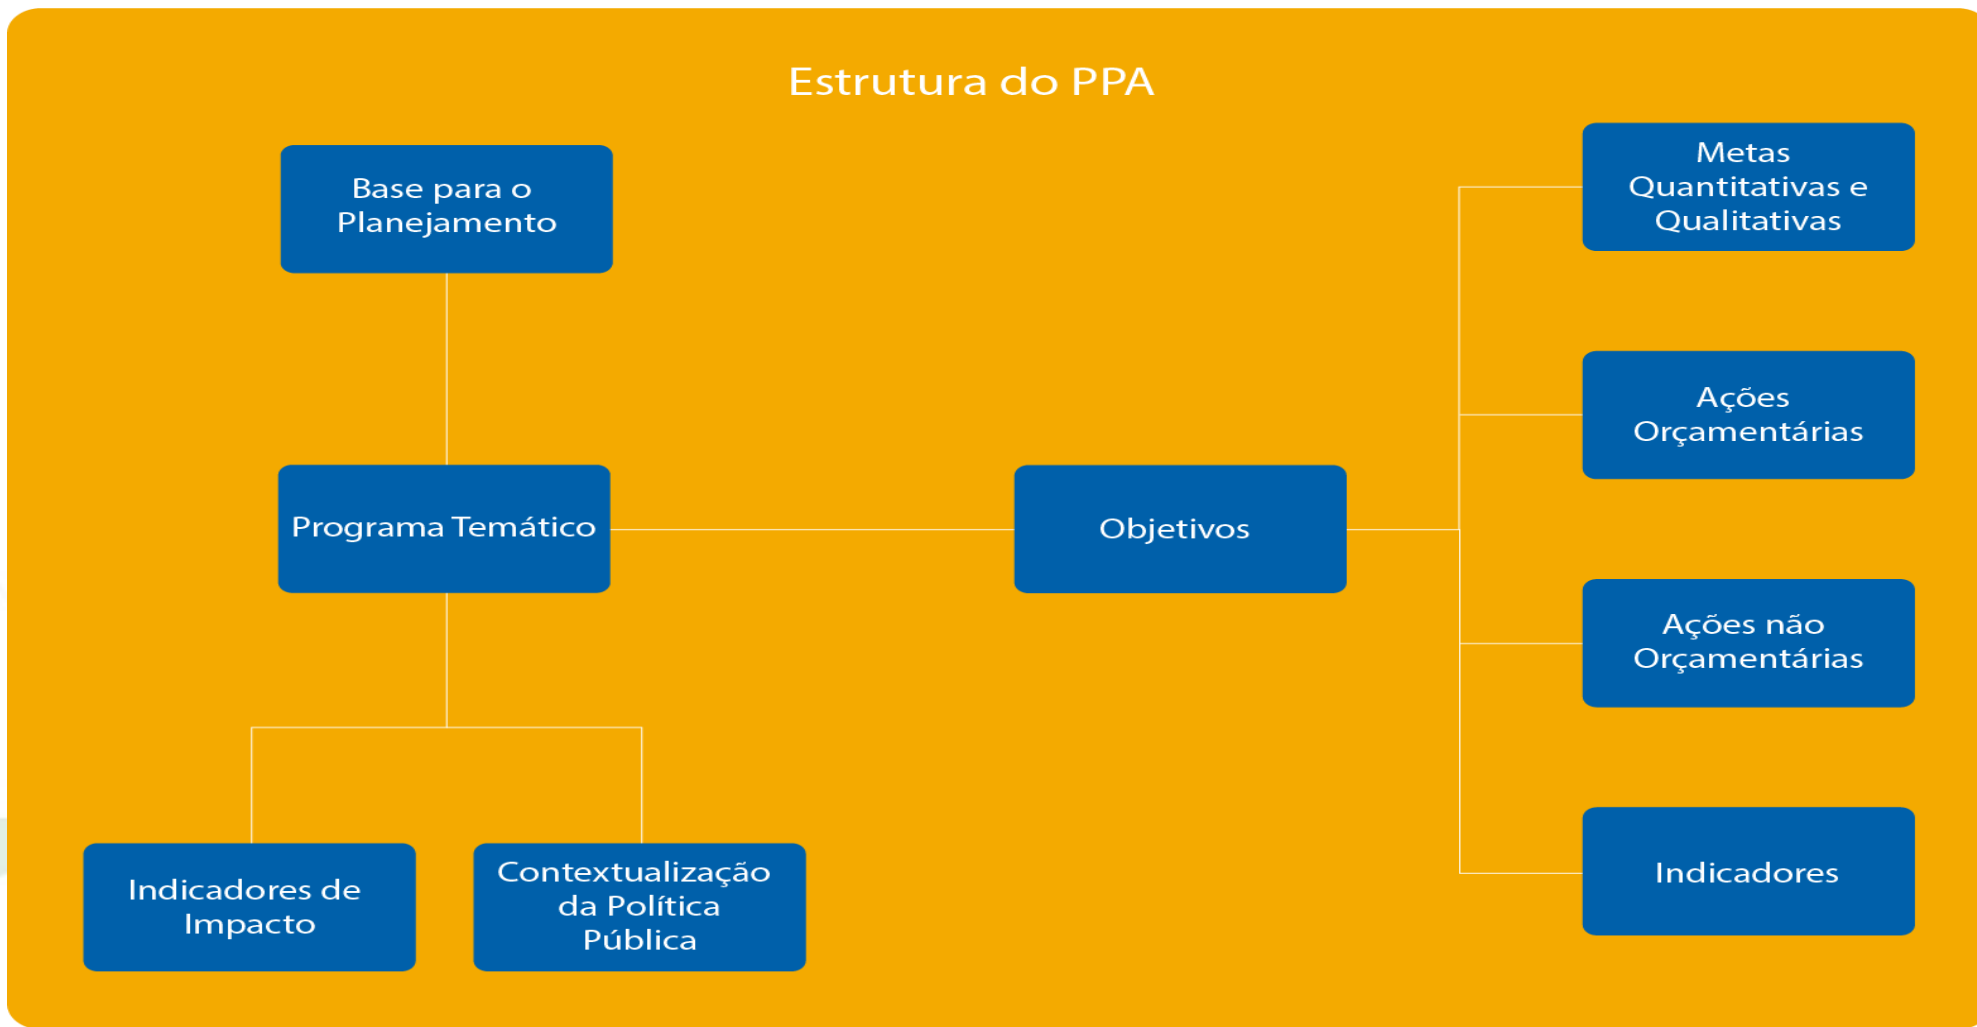 Estrutura do PPA
Base para o
Planejamento
Programa Temático
Indicadores de
Impacto
Contextualização
da Política
Pública
Objetivos
Metas
Quantitativas e
Qualitativas
Ações
Orçamentárias
Ações não
Orçamentárias
Indicadores